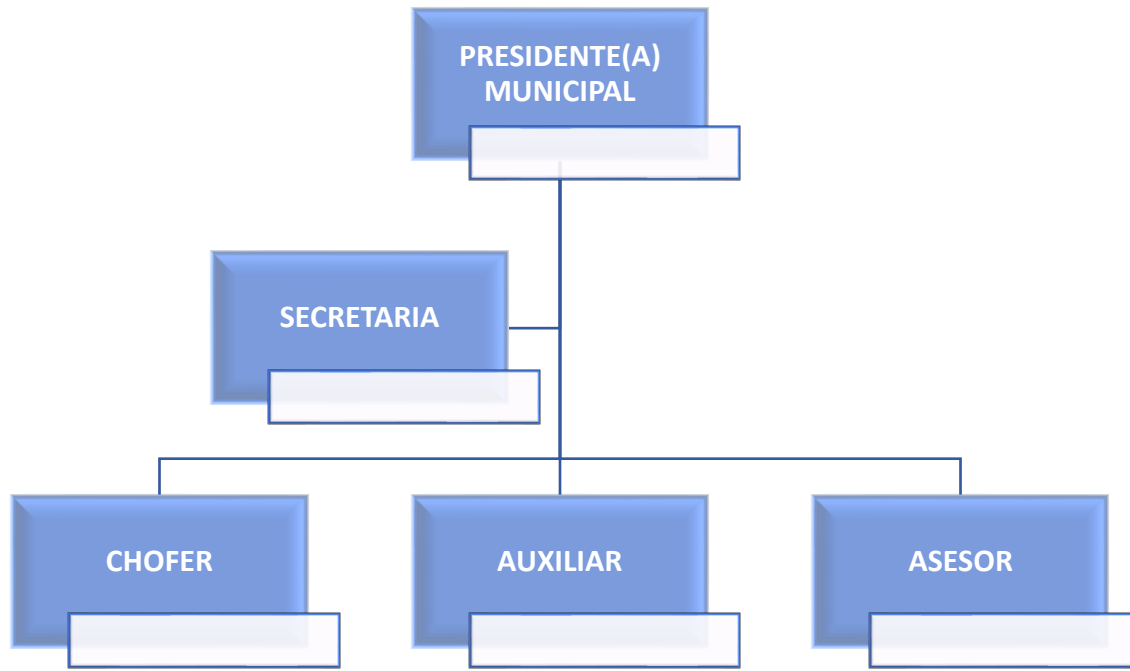 PRESIDENTE(A)
MUNICIPAL
SECRETARIA
CHOFER
AUXILIAR
ASESOR